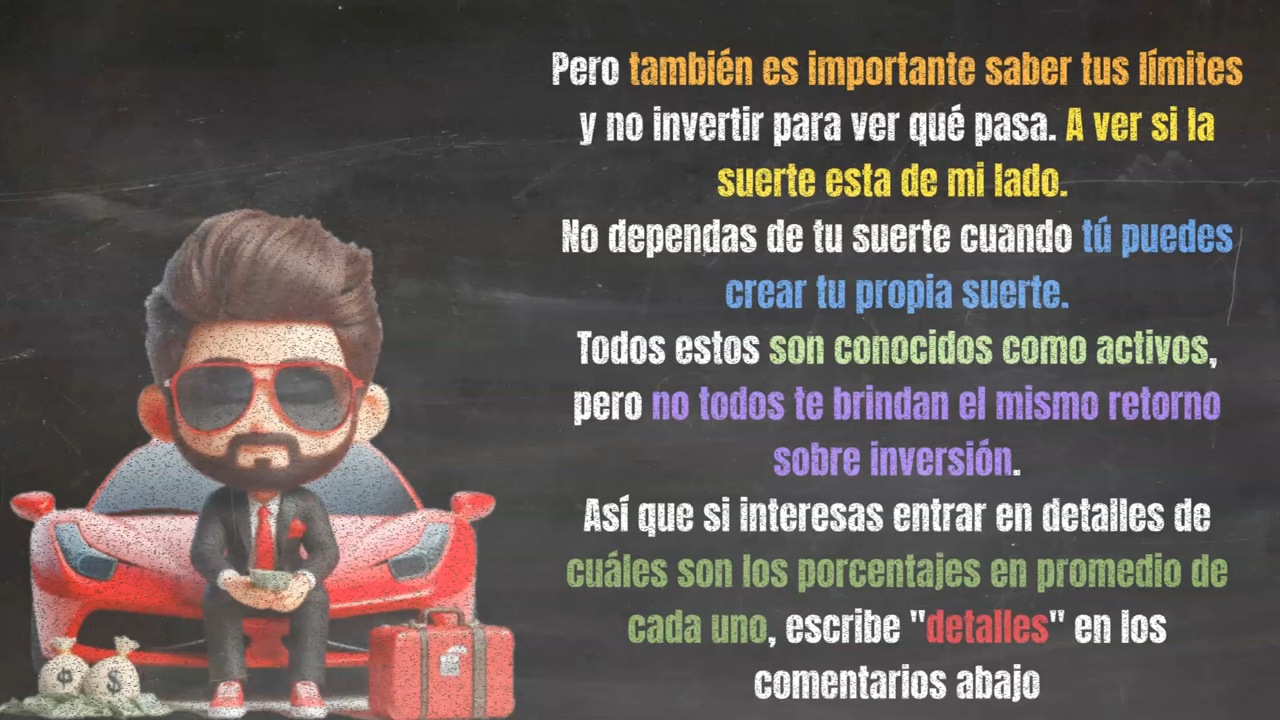 Pero también es importante saber tus límites
y no invertir para ver qué pasa. A ver si la
suerte esta de mi lado.
No dependas de tu suerte cuando tú puedes
crear tu propia suerte.
Todos estos son conocidos como activos,
pero no todos te brindan el mismo retorno
sobre inversión.
Así que si interesas entrar en detalles de
cuáles son los porcentajes en promedio de
cada uno, escribe "detalles" en los
comentarios abajo
$